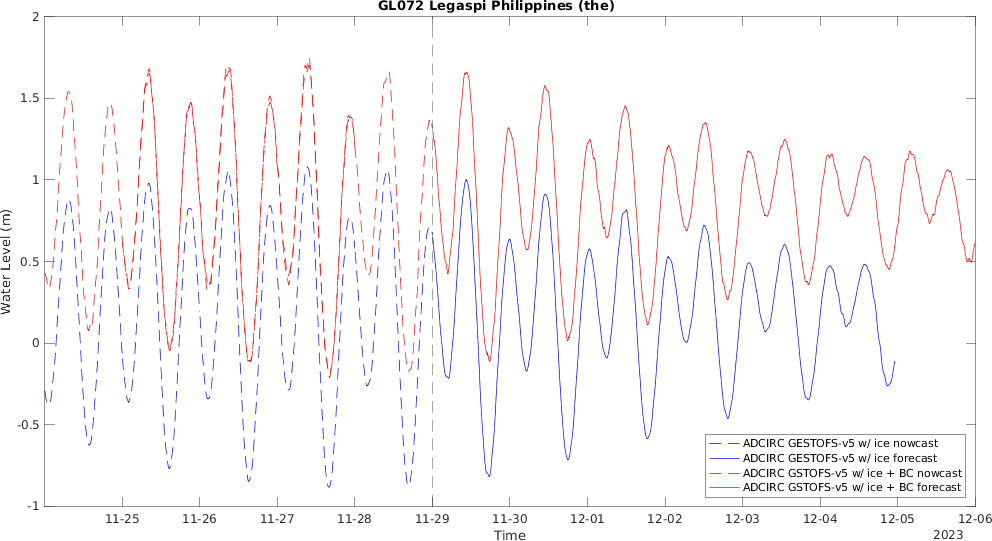 GL072 Legaspi Philippines (the)
2
1.5
1
0.5
0
-0.5
-1
Water Level (m)
11-25 11-26 11-27 11-28 11-29 11-30 12-01 12-02 12-03 12-04 12-05 12-06
Time
2023
ADCIRC GESTOFS-v5 w/ ice nowcast
ADCIRC GESTOFS-v5 w/ ice forecast
ADCIRC GSTOFS-v5 w/ ice + BC nowcast
ADCIRC GSTOFS-v5 w/ ice + BC forecast